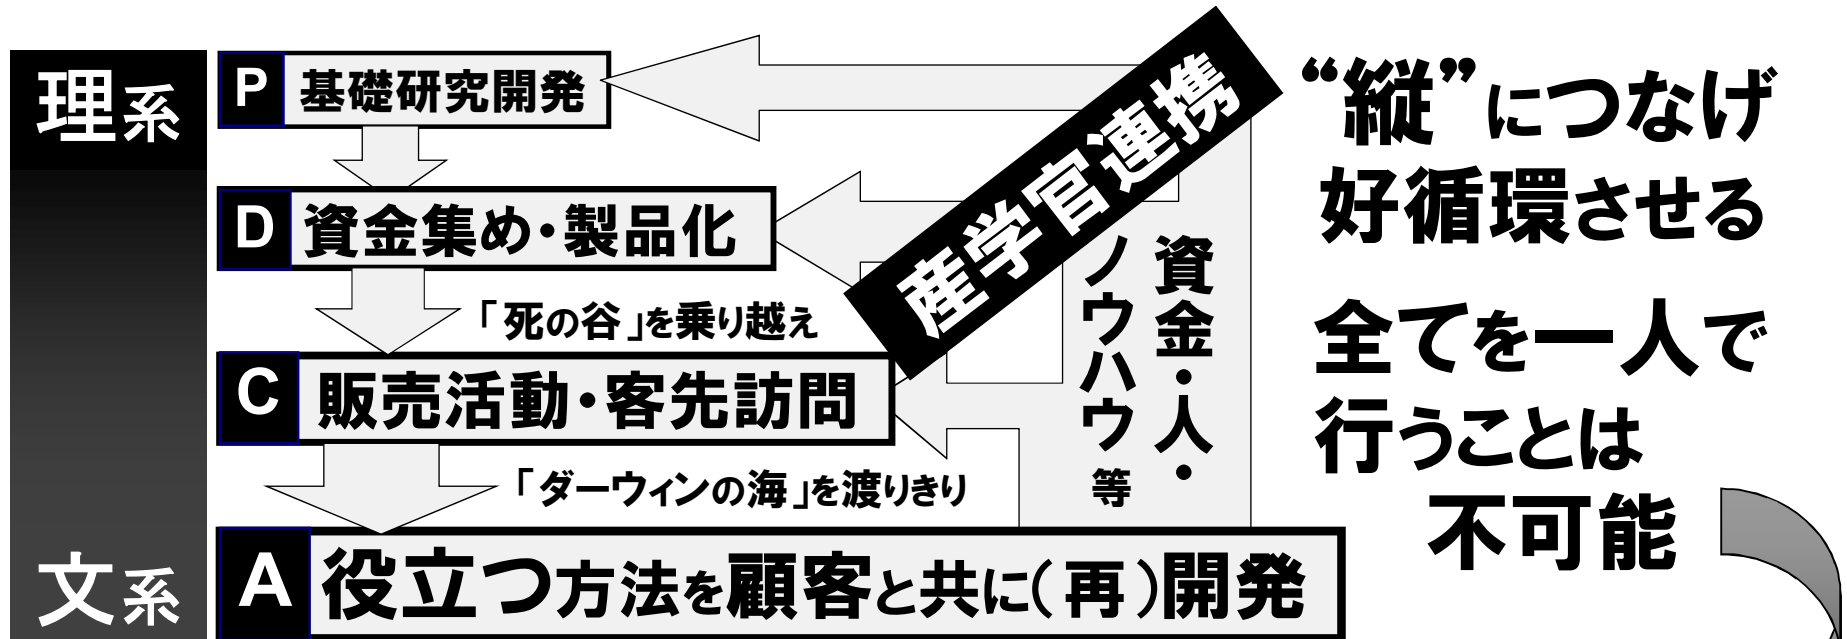 理系
P 基礎研究開発
D 資金集め・製品化
「死の谷」を乗り越え
C 販売活動・客先訪問
「ダーウィンの海」を渡りきり
文系
A 役立つ方法を顧客と共に(再)開発
産学官連携
資金・人・
ノウハウ等
“縦”につなげ
好循環させる
全てを一人で
行うことは
不可能